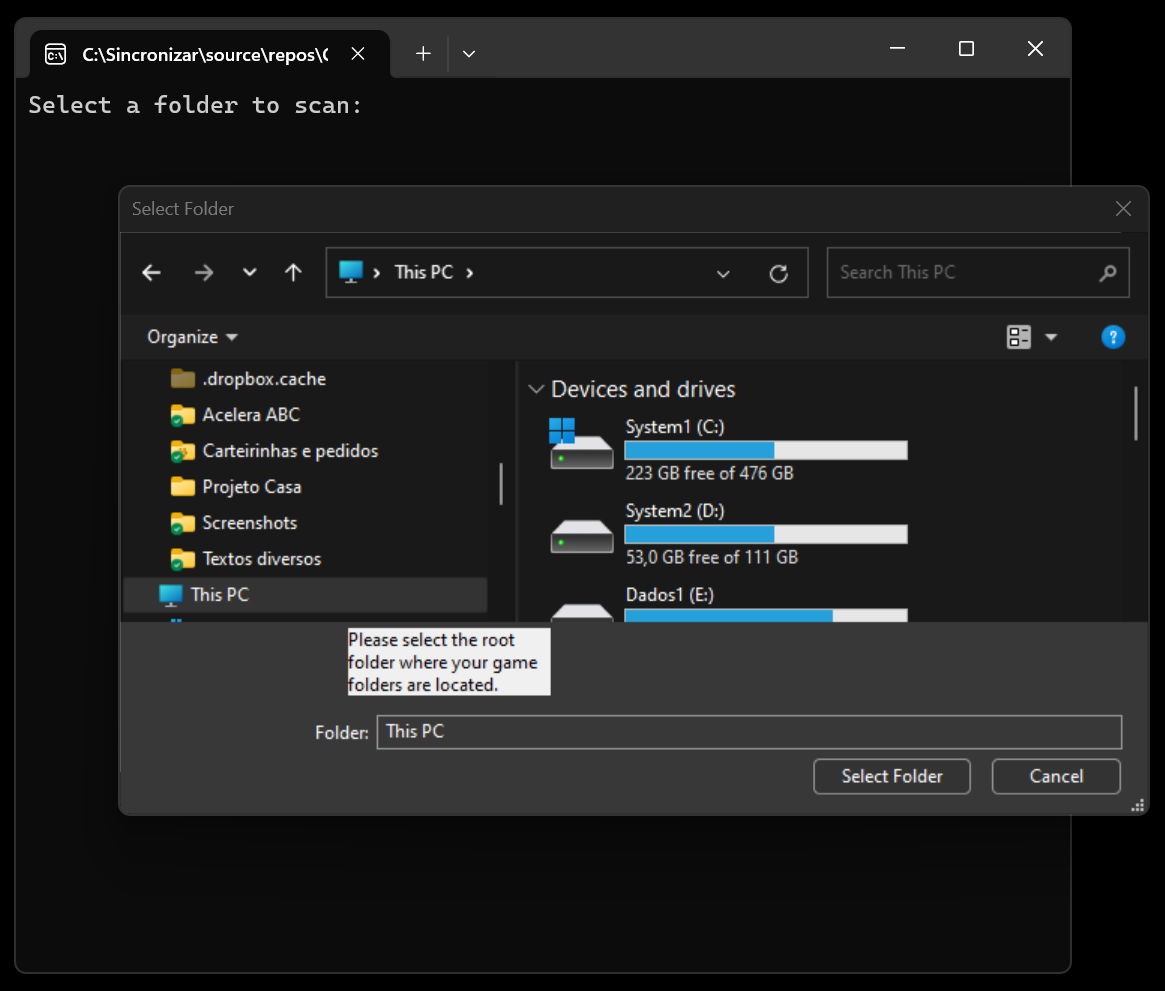 C:\Sincronizar\source\repos\
Select a folder to scan:
Select Folder
This PC
Search This PC
Organize
.dropbox.cache
Acelera ABC
Carteirinhas e pedidos
Projeto Casa
Screenshots
Textos diversos
This PC
Devices and drives
System1 (C:)
223 GB free of 476 GB
System2 (D:)
53,0 GB free of 111 GB
Dados1 (E:)
Please select the root
folder where your game
folders are located.
Folder: This PC
Select Folder Cancel